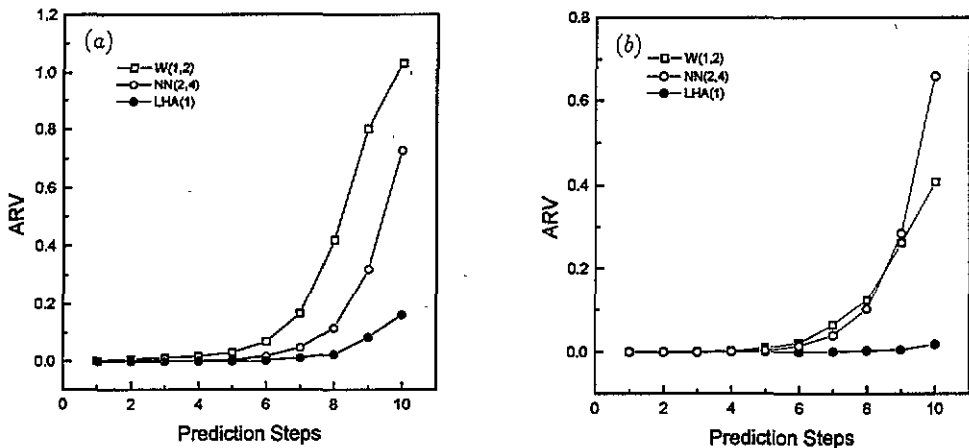 (a)
W(1,2)
NN(2,4)
LHA(1)
1.2
1.0
0.8
0.6
0.4
0.2
0.0
ARV
0 2 4 6 8 10
Prediction Steps
(b)
W(1,2)
NN(2,4)
LHA(1)
0.8
0.6
0.4
0.2
0.0
ARV
0 2 4 6 8 10
Prediction Steps